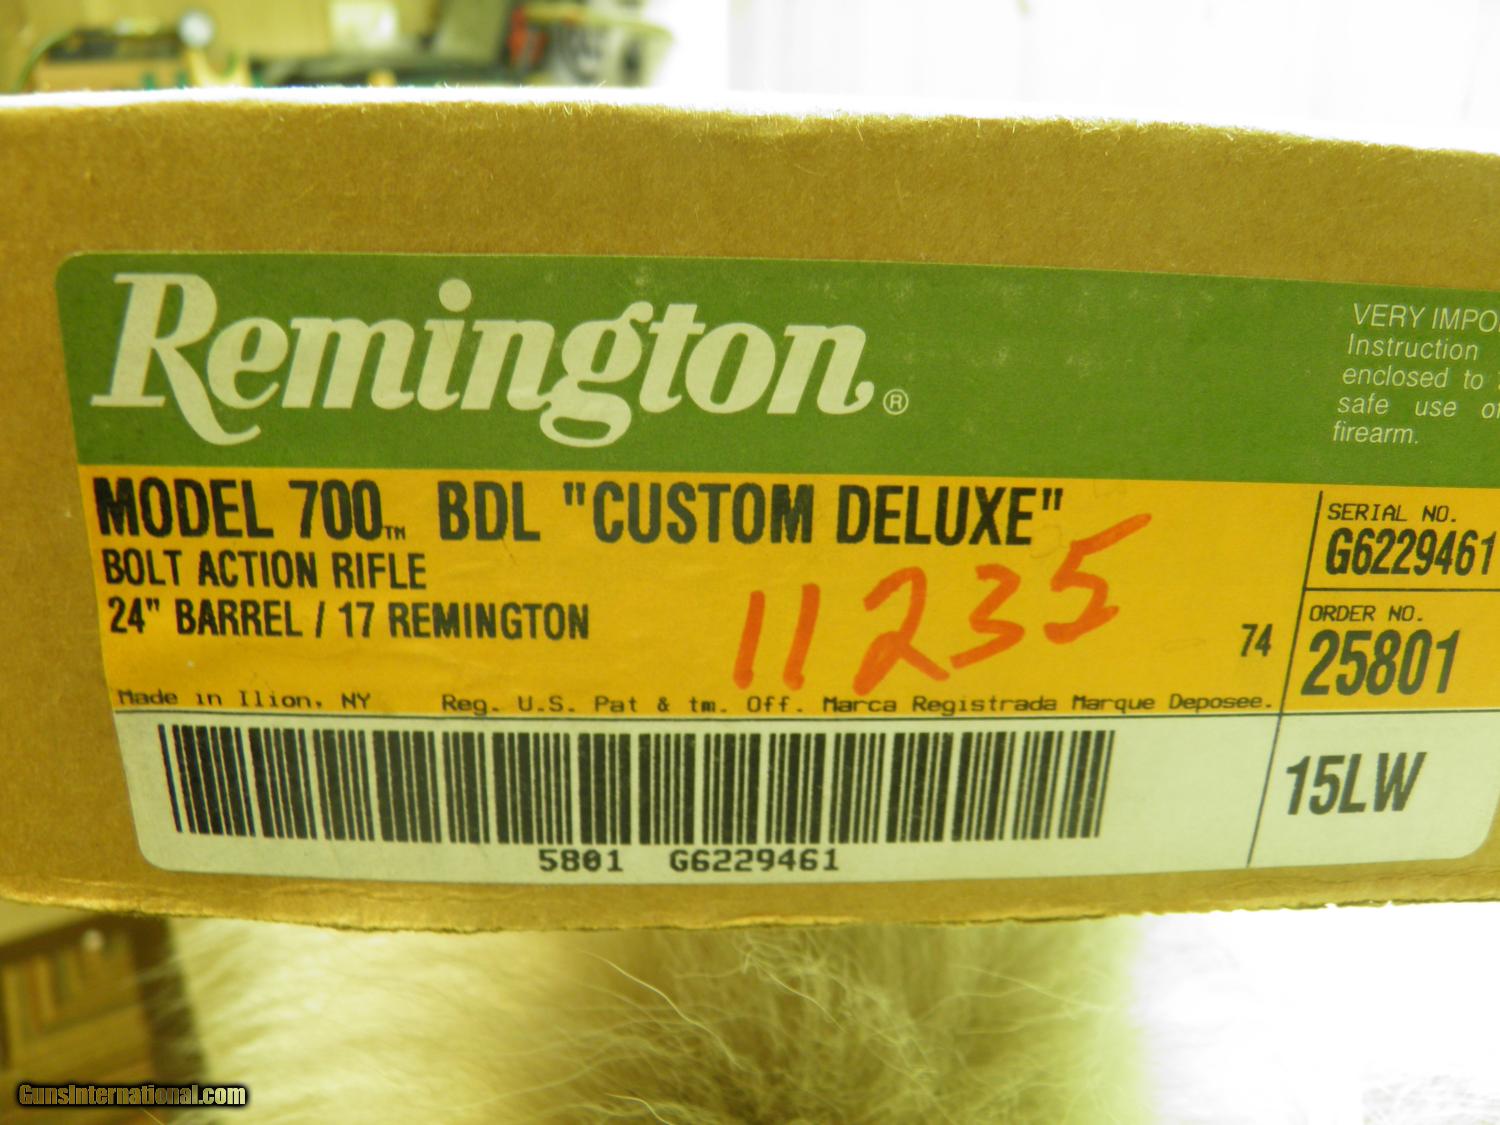 Remington®
VERY IMPO
Instruction
enclosed to
safe use of
firearm.
MODEL 700™ BDL "CUSTOM DELUXE"
BOLT ACTION RIFLE
24" BARREL / 17 REMINGTON
11235
74
SERIAL NO.
G6229461
ORDER NO.
25801
Made in Ilion, NY Reg. U.S. Pat & tm. Off. Marca Registrada Marque Deposee.
15LW
5801 G6229461
GunsInternational.com